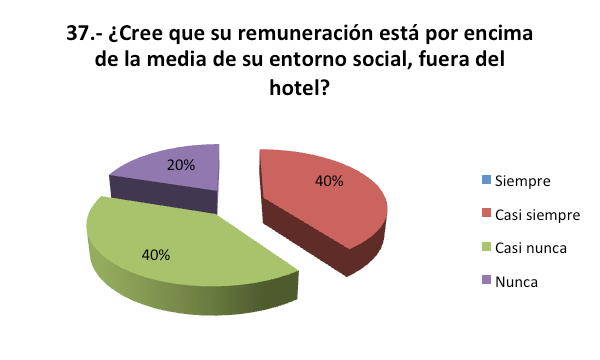 37.- ¿Cree que su remuneración está por encima
de la media de su entorno social, fuera del
hotel?
20%
40%
40%
Siempre
Casi siempre
Casi nunca
Nunca